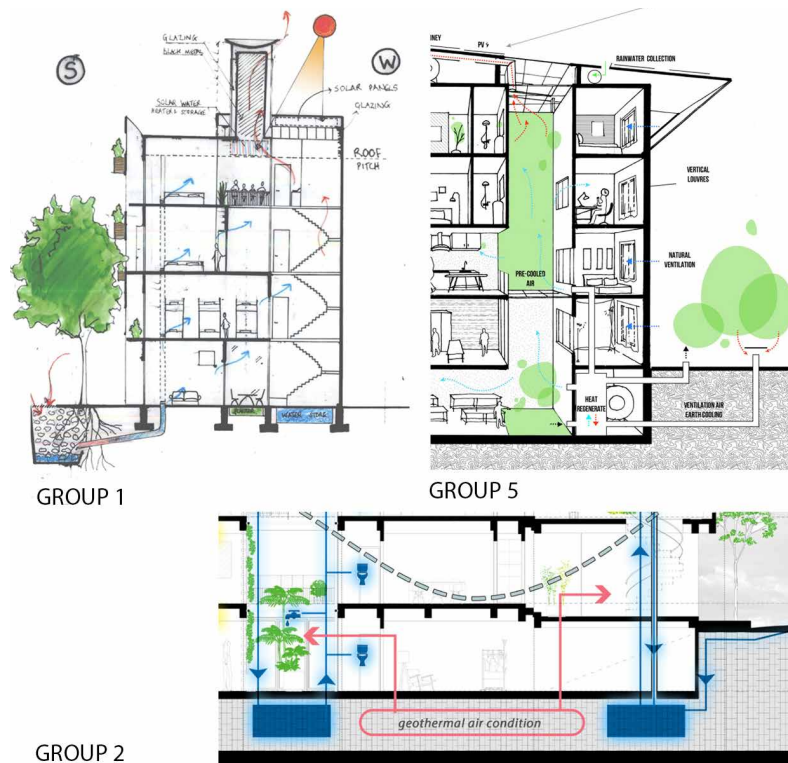 S
GLAZING
BLACK METAL
SOLAR WATER
HEATER & STORAGE
W
SOLAR PANELS
GLAZING
ROOF
PITCH
WATER STORE
GROUP 1
PV
RAINWATER COLLECTION
VERTICAL
LOUVRES
NATURAL
VENTILATION
PRE-COOLED
AIR
HEAT
REGENERATE
VENTILATION AIR
EARTH COOLING
GROUP 5
geothermal air condition
GROUP 2